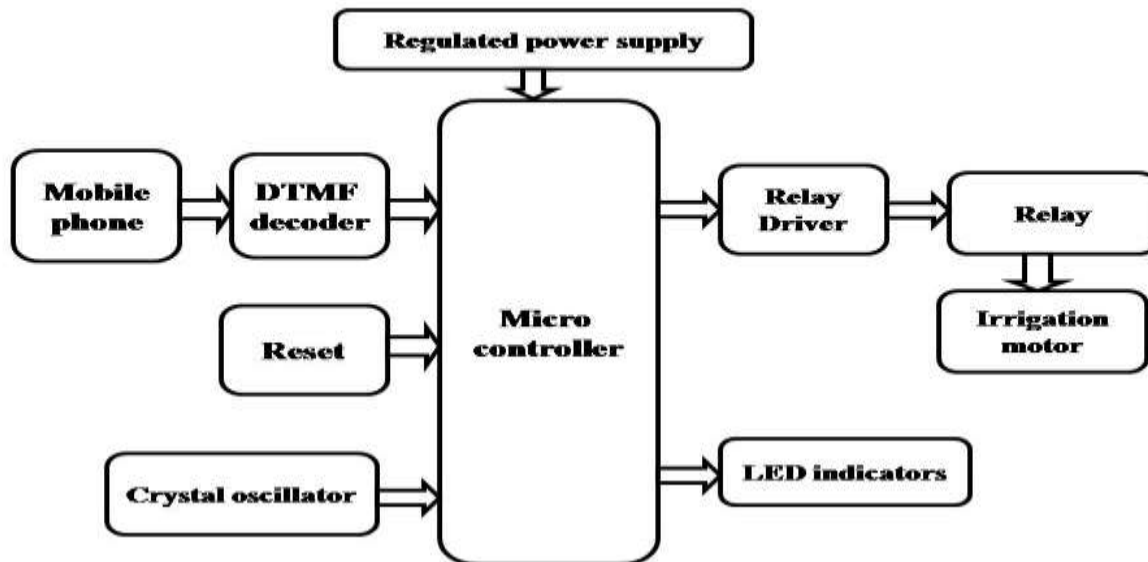 Regulated power supply
Mobile
phone
DTMF
decoder
Relay
Driver
Relay
Reset
Micro
controller
Irrigation
motor
Crystal oscillator
LED indicators